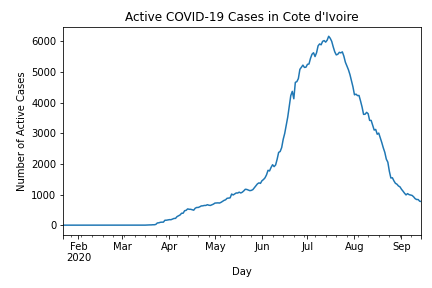 Active COVID-19 Cases in Cote d'Ivoire
Number of Active Cases
6000
5000
4000
3000
2000
1000
0
Feb Mar Apr May Jun Jul Aug Sep
2020
Day